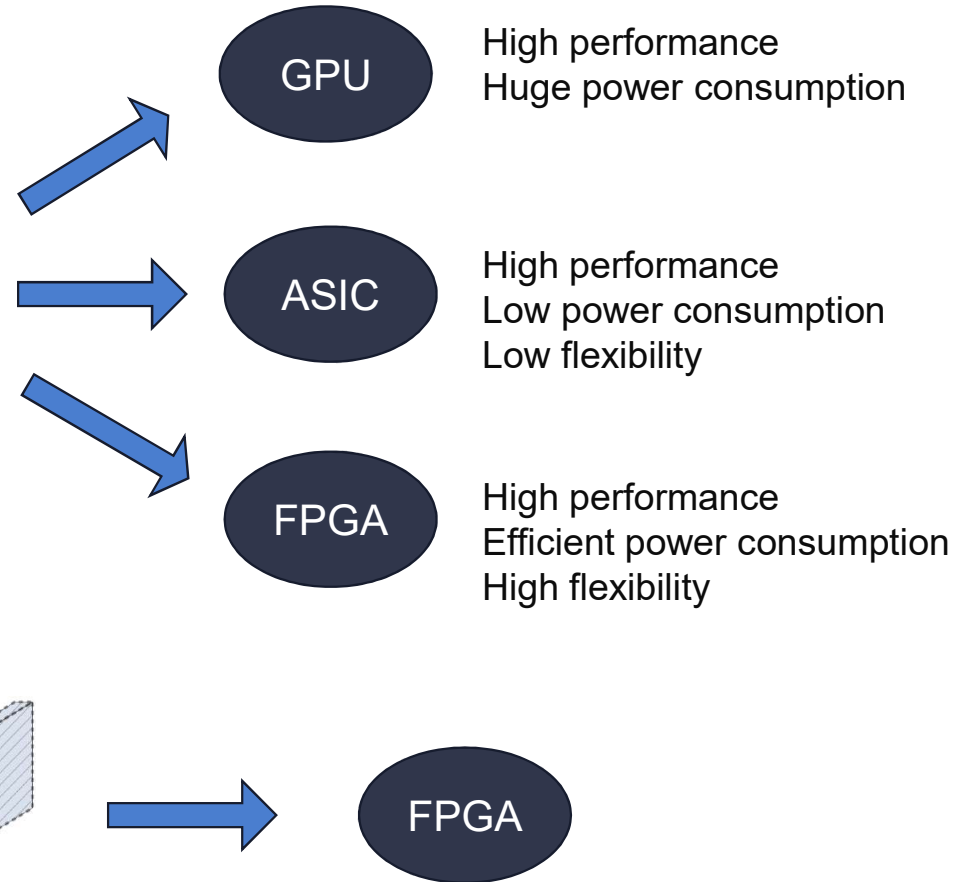 GPU
High performance
Huge power consumption
ASIC
High performance
Low power consumption
Low flexibility
FPGA
High performance
Efficient power consumption
High flexibility
FPGA